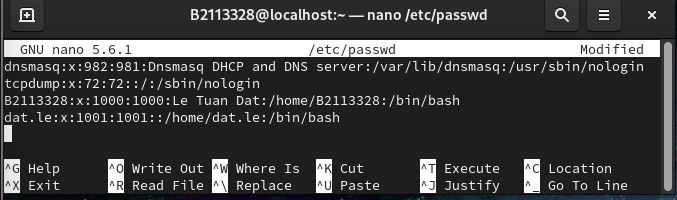 B2113328@localhost:~ — nano /etc/passwd
GNU nano 5.6.1 /etc/passwd Modified
dnsmasq:x:982:981:Dnsmasq DHCP and DNS server:/var/lib/dnsmasq:/usr/sbin/nologin
tcpdump:x:72:72::/:/sbin/nologin
B2113328:x:1000:1000:Le Tuan Dat:/home/B2113328:/bin/bash
dat.le:x:1001:1001::/home/dat.le:/bin/bash
^G Help ^O Write Out ^W Where Is ^K Cut ^T Execute ^C Location
^X Exit ^R Read File ^\ Replace ^U Paste ^J Justify ^_ Go To Line